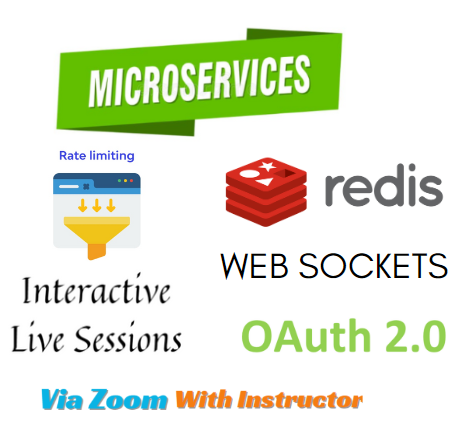 MICROSERVICES
Rate limiting
redis
WEB SOCKETS
Interactive
Live Sessions
OAuth 2.0
Via Zoom With Instructor